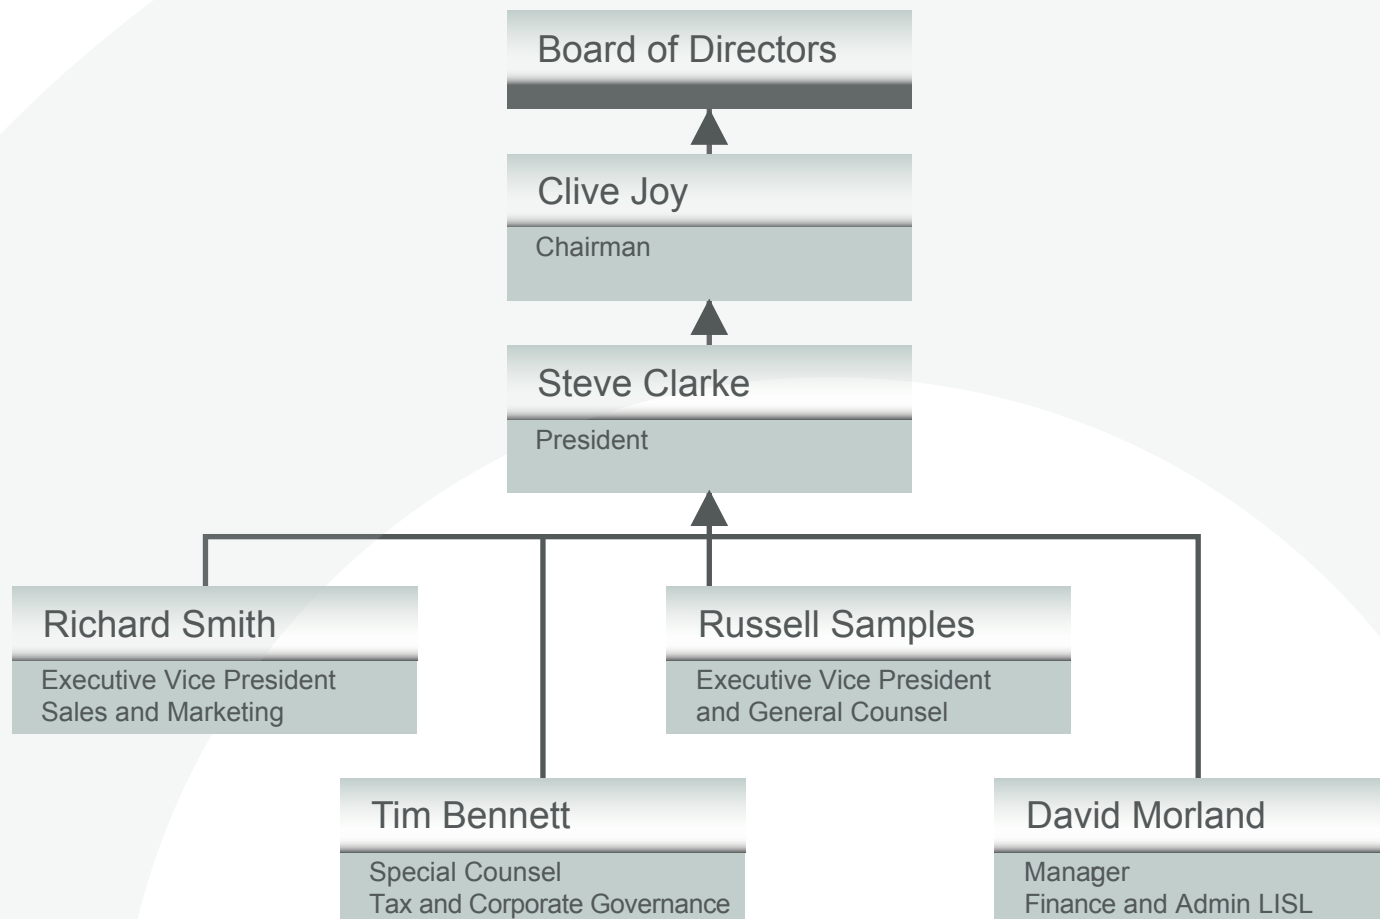 Board of Directors
Clive Joy
Chairman
Steve Clarke
President
Richard Smith
Executive Vice President
Sales and Marketing
Russell Samples
Executive Vice President
and General Counsel
Tim Bennett
Special Counsel
Tax and Corporate Governance
David Morland
Manager
Finance and Admin LISL